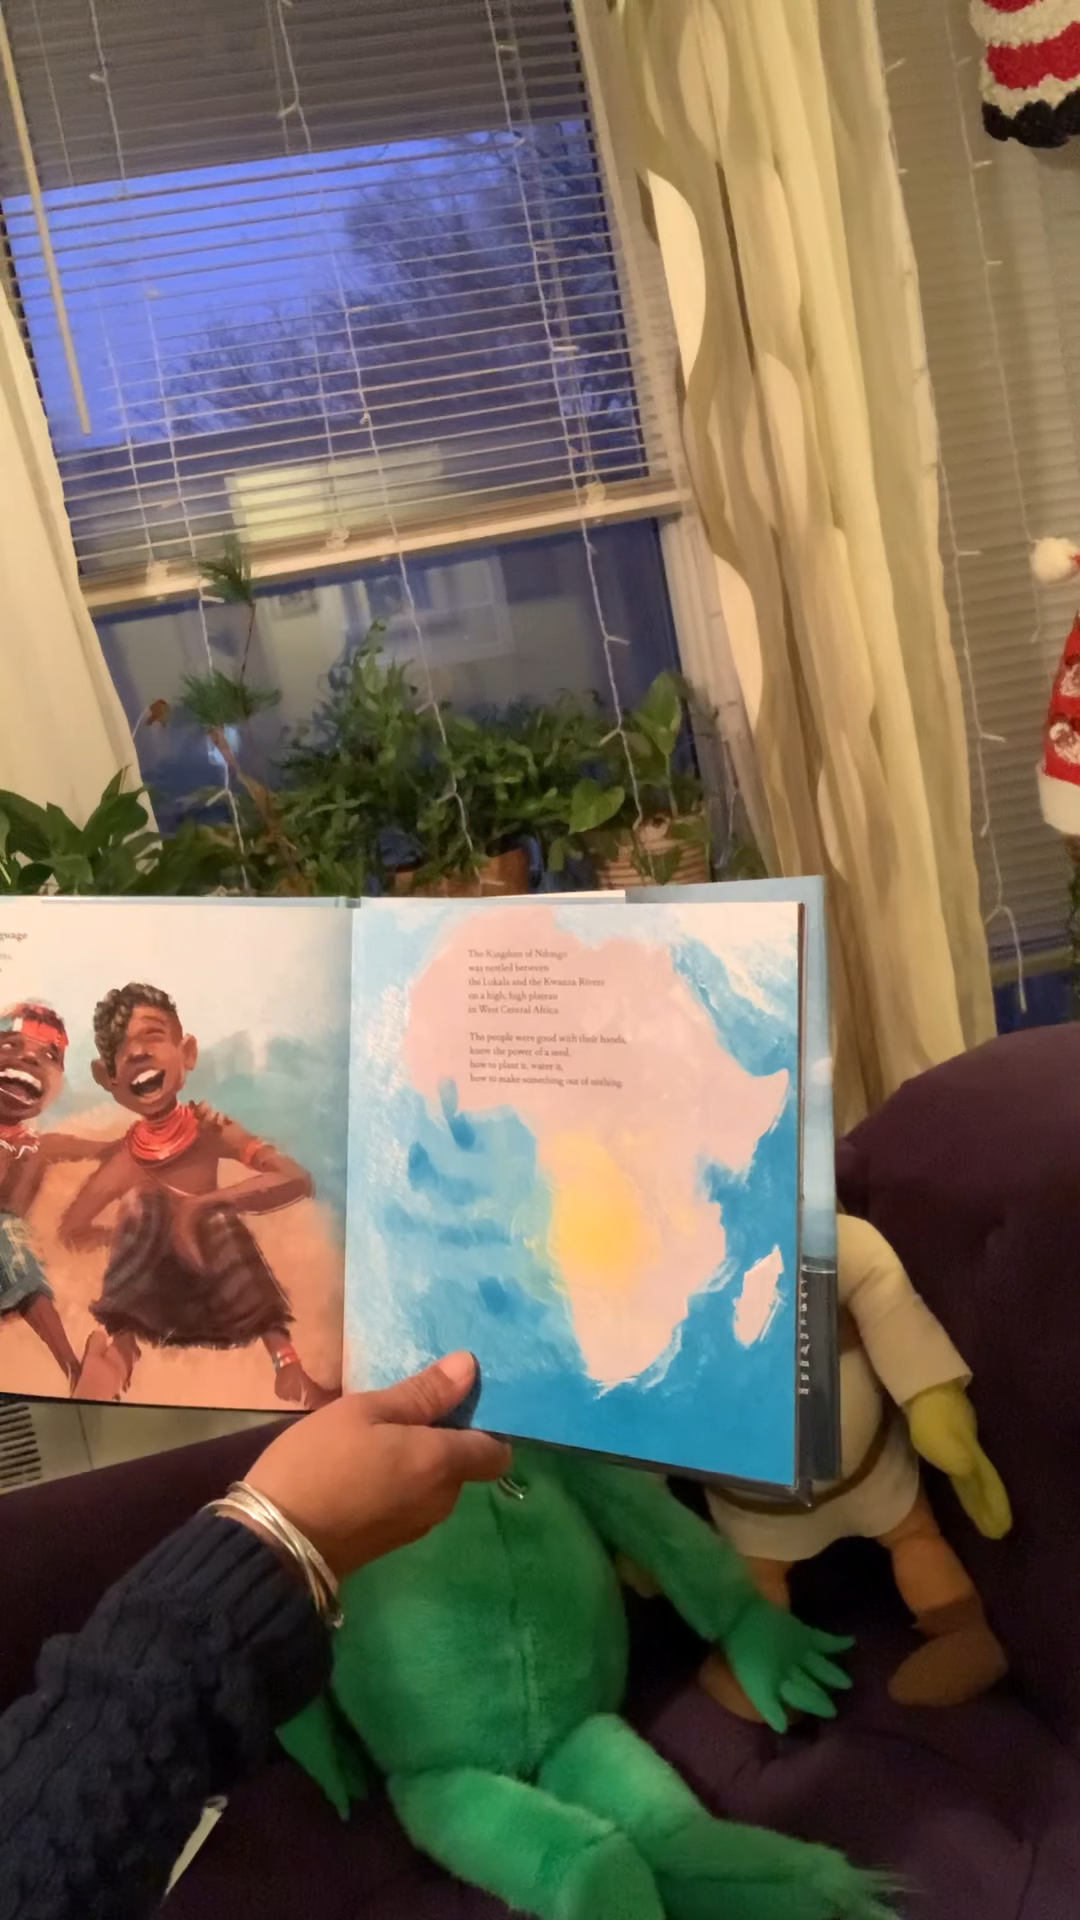 The Kingdom of Ndongo
was nestled between
the Lukala and the Kwanza Rivers
on a high, high plateau
in West Central Africa.
The people were good with their hands,
knew the power of a seed,
how to plant it, water it,
how to make something out of nothing.